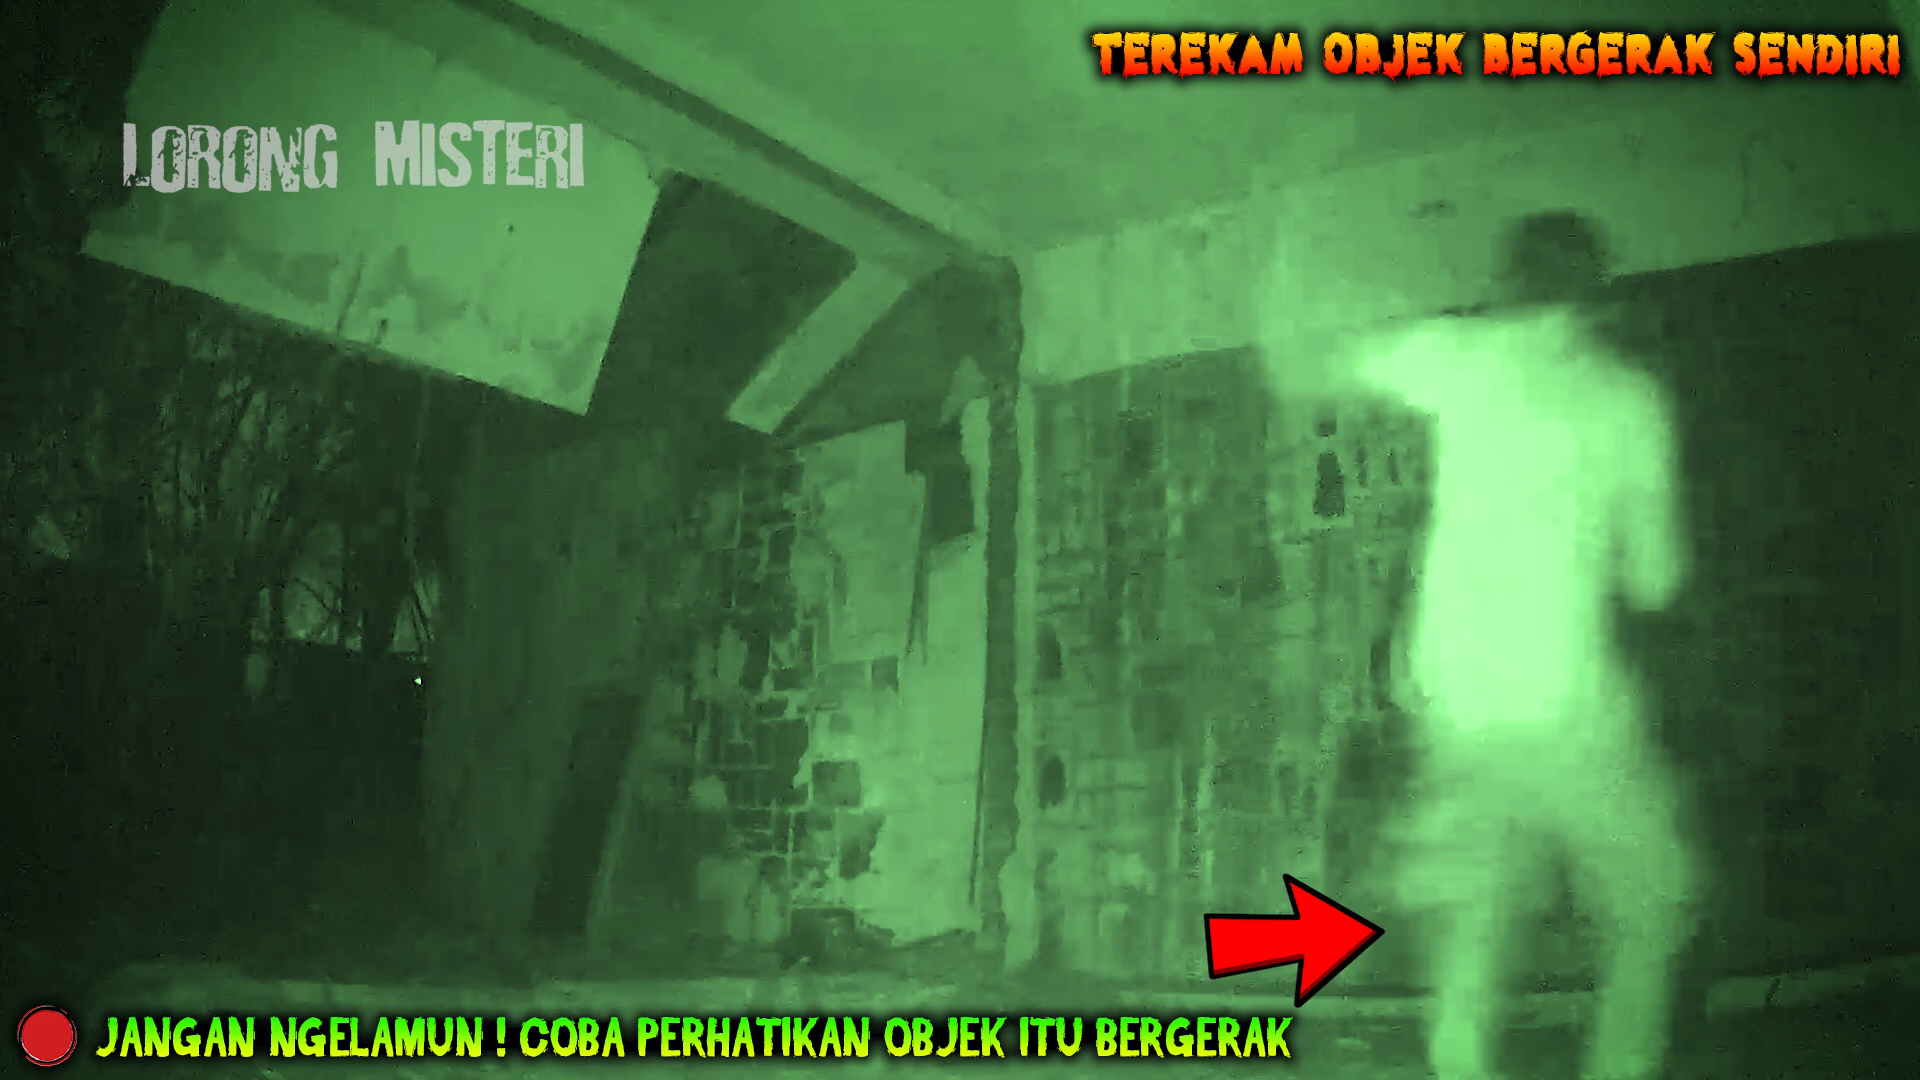 TEREKAM OBJEK BERGERAK SENDIRI
LORONG MISTERI
JANGAN NGELAMUN ! COBA PERHATIKAN OBJEK ITU BERGERAK